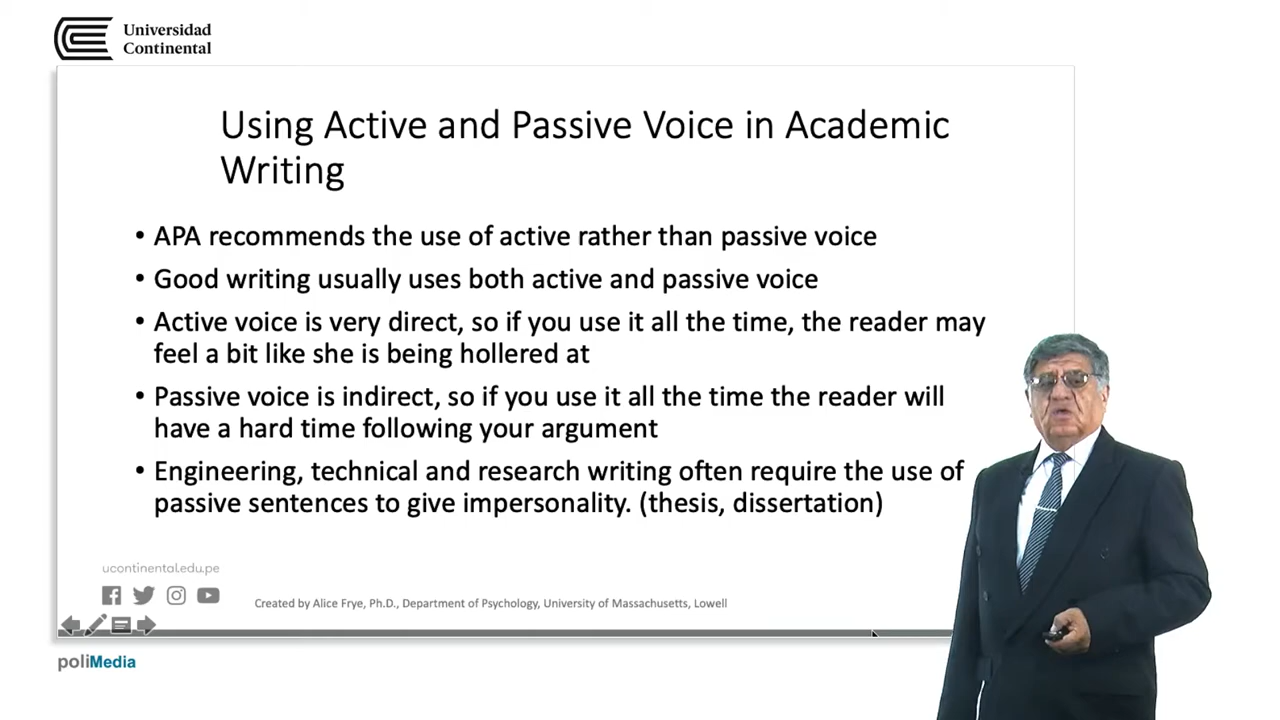 Universidad
Continental
Using Active and Passive Voice in Academic
Writing
• APA recommends the use of active rather than passive voice
• Good writing usually uses both active and passive voice
• Active voice is very direct, so if you use it all the time, the reader may
feel a bit like she is being hollered at
• Passive voice is indirect, so if you use it all the time the reader will
have a hard time following your argument
• Engineering, technical and research writing often require the use of
passive sentences to give impersonality. (thesis, dissertation)
ucontinental.edu.pe
Created by Alice Frye, Ph.D., Department of Psychology, University of Massachusetts, Lowell
poliMedia